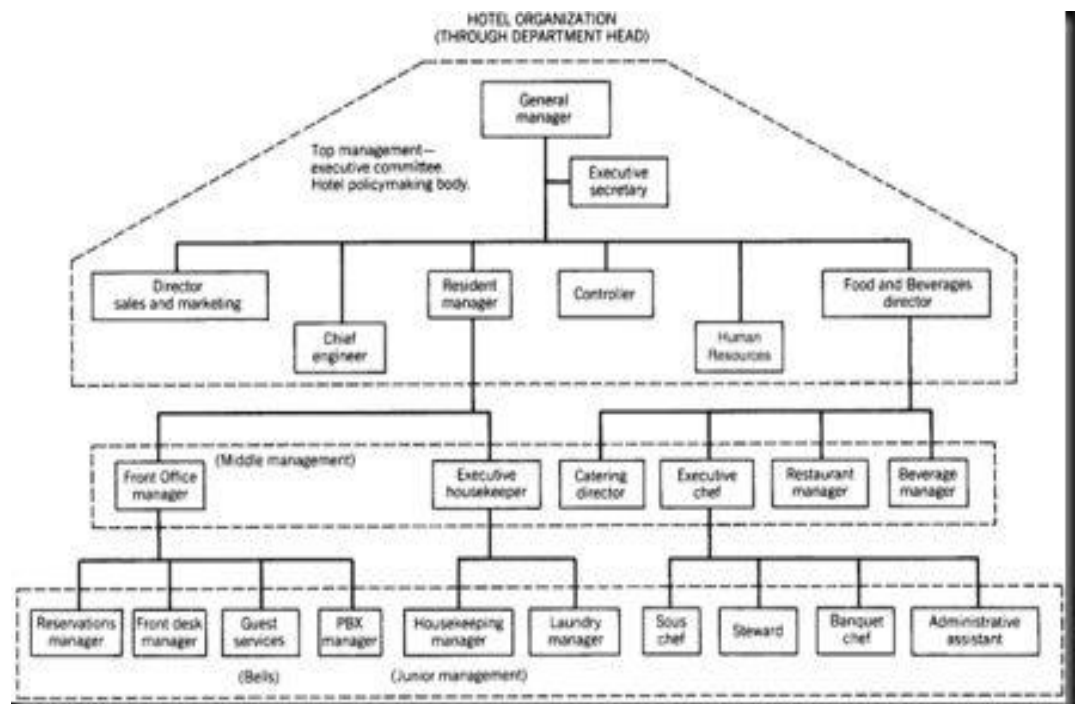 HOTEL ORGANIZATION
(THROUGH DEPARTMENT HEAD)
General
manager
Top management—
executive committee.
Hotel policymaking body.
Executive
secretary
Director
sales and marketing
Chief
engineer
Resident
manager
Controller
Human
Resources
Food and Beverages
director
(Middle management)
Front Office
manager
Executive
housekeeper
Catering
director
Executive
chef
Restaurant
manager
Beverage
manager
Reservations
manager
Front desk
manager
Guest
services
(Bells)
PBX
manager
Housekeeping
manager
(Junior management)
Laundry
manager
Sous
chef
Steward
Banquet
chef
Administrative
assistant